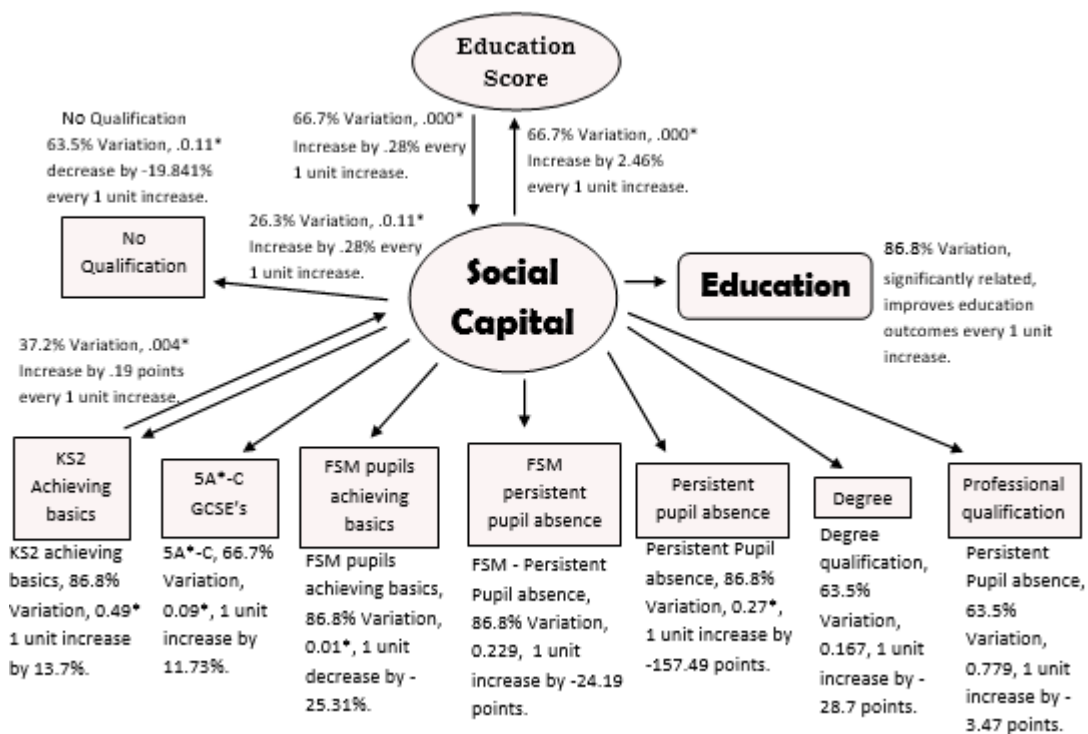 Education
Score
No Qualification
63.5% Variation, .0.11*
decrease by -19.841%
every 1 unit increase.
66.7% Variation, .000*
Increase by .28% every
1 unit increase.
66.7% Variation, .000*
Increase by 2.46%
every 1 unit increase.
No
Qualification
26.3% Variation, .0.11*
Increase by .28% every
1 unit increase.
Social
Capital
Education
86.8% Variation,
significantly related,
improves education
outcomes every 1 unit
increase.
37.2% Variation, .004*
Increase by .19 points
every 1 unit increase.
KS2
Achieving
basics
KS2 achieving
basics, 86.8%
Variation, 0.49*
1 unit increase
by 13.7%.
5A*-C
GCSE's
5A*-C, 66.7%
Variation,
0.09*, 1 unit
increase by
11.73%.
FSM pupils
achieving
basics
FSM pupils
achieving basics,
86.8% Variation,
0.01*, 1 unit
decrease by -
25.31%.
FSM
persistent
pupil absence
FSM - Persistent
Pupil absence,
86.8% Variation,
0.229, 1 unit
increase by -24.19
points.
Persistent
pupil absence
Persistent Pupil
absence, 86.8%
Variation, 0.27*,
1 unit increase by
-157.49 points.
Degree
Degree
qualification,
63.5%
Variation,
0.167, 1 unit
increase by -
28.7 points.
Professional
qualification
Persistent
Pupil absence,
63.5%
Variation,
0.779, 1 unit
increase by -
3.47 points.